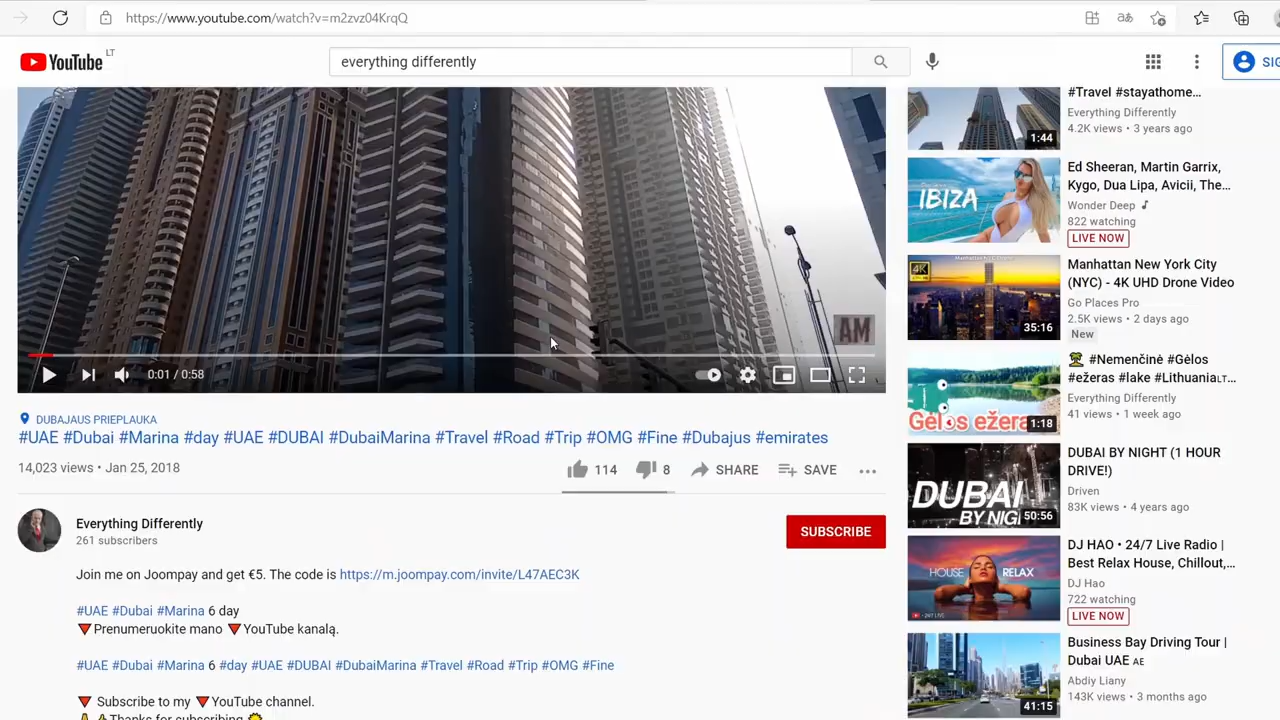 https://www.youtube.com/watch?v=m2zvz04KrqQ
YouTube LT
everything differently
SIG
AM
0:01 / 0:58
DUBAJAUS PRIEPLAUKA
#UAE #Dubai #Marina #day #UAE #DUBAI #DubaiMarina #Travel #Road #Trip #OMG #Fine #Dubajus #emirates
14,023 views • Jan 25, 2018
114
8
SHARE
SAVE
Everything Differently
261 subscribers
SUBSCRIBE
Join me on Joompay and get €5. The code is https://m.joompay.com/invite/L47AEC3K
#UAE #Dubai #Marina 6 day
🔻Prenumeruokite mano 🔻YouTube kanalą.
#UAE #Dubai #Marina 6 #day #UAE #DUBAI #DubaiMarina #Travel #Road #Trip #OMG #Fine
🔻 Subscribe to my 🔻YouTube channel.
Thanks for subscribing
#Travel #stayathome...
Everything Differently
4.2K views • 3 years ago
1:44
IBIZA
Ed Sheeran, Martin Garrix,
Kygo, Dua Lipa, Avicii, The...
Wonder Deep
822 watching
LIVE NOW
4K
Manhattan New York City
35:16
Manhattan New York City
(NYC) - 4K UHD Drone Video
Go Places Pro
2.5K views • 2 days ago
New
Gėlos ežera
1:18
#Nemenčinė #Gėlos
#ežeras #lake #Lithuania LT...
Everything Differently
41 views • 1 week ago
DUBAI
BY NIG
50:56
DUBAI BY NIGHT (1 HOUR
DRIVE!)
Driven
83K views • 4 years ago
HOUSE RELAX
DJ HAO • 24/7 Live Radio |
Best Relax House, Chillout,...
DJ Hao
722 watching
LIVE NOW
41:15
Business Bay Driving Tour |
Dubai UAE AE
Abdiy Liany
143K views • 3 months ago